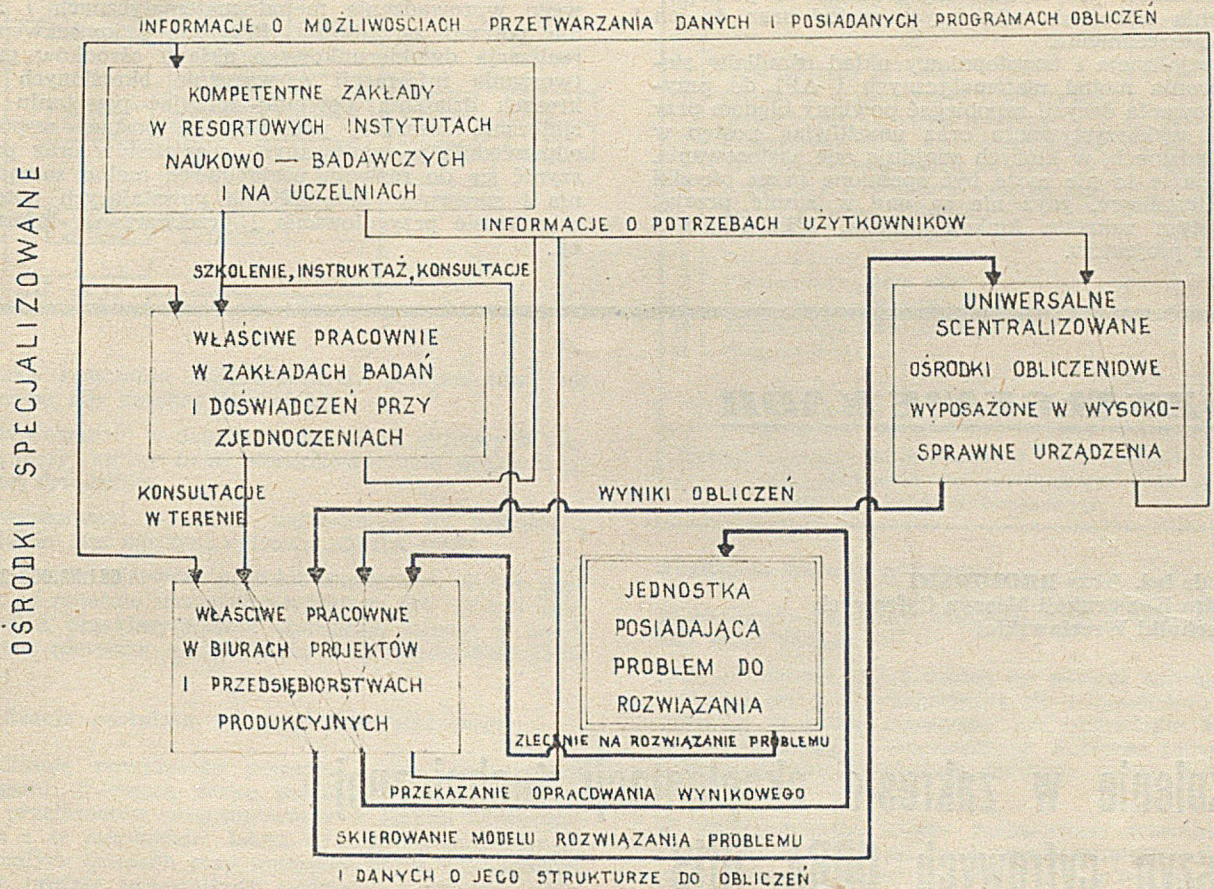 INFORMACJE O MOŻLIWOŚCIACH PRZETWARZANIA DANYCH I POSIADANYCH PROGRAMACH OBLICZEŃ
OŚRODKI SPECJALIZOWANE
KOMPETENTNE ZAKŁADY
W RESORTOWYCH INSTYTUTACH
NAUKOWO — BADAWCZYCH
I NA UCZELNIACH
INFORMACJE O POTRZEBACH UŻYTKOWNIKÓW
SZKOLENIE, INSTRUKTAŻ, KONSULTACJE
WŁAŚCIWE PRACOWNIE
W ZAKŁADACH BADAŃ
I DOŚWIADCZEŃ PRZY
ZJEDNOCZENIACH
UNIWERSALNE
SCENTRALIZOWANE
OŚRODKI OBLICZENIOWE
WYPOSAŻONE W WYSOKO-
SPRAWNE URZĄDZENIA
KONSULTACJE
W TERENIE
WYNIKI OBLICZEŃ
WŁAŚCIWE PRACOWNIE
W BIURACH PROJEKTÓW
I PRZEDSIĘBIORSTWACH
PRODUKCYJNYCH
JEDNOSTKA
POSIADAJĄCA
PROBLEM DO
ROZWIĄZANIA
ZLECENIE NA ROZWIĄZANIE PROBLEMU
PRZEKAZANIE OPRACOWANIA WYNIKOWEGO
SKIEROWANIE MODELU ROZWIĄZANIA PROBLEMU
I DANYCH O JEGO STRUKTURZE DO OBLICZEŃ